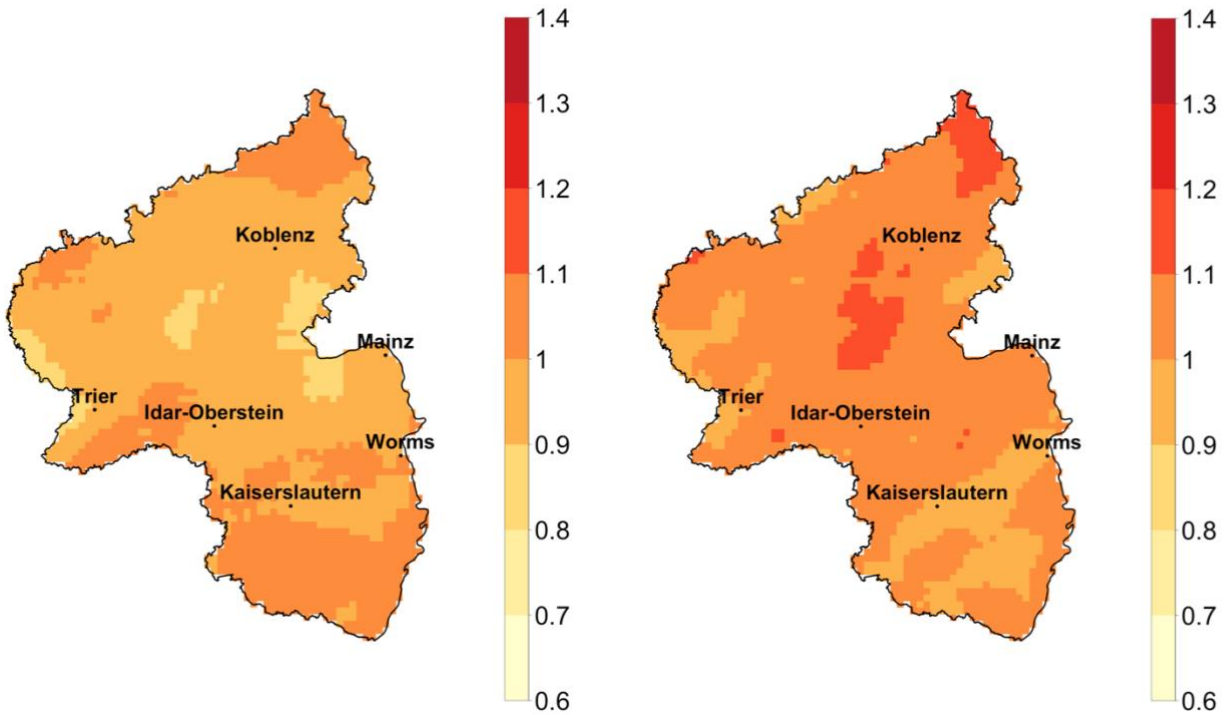 1.4
1.3
1.2
1.1
1
0.9
0.8
0.7
0.6
Koblenz
Mainz
Trier
Idar-Oberstein
Worms
Kaiserslautern
1.4
1.3
1.2
1.1
1
0.9
0.8
0.7
0.6
Koblenz
Mainz
Trier
Idar-Oberstein
Worms
Kaiserslautern